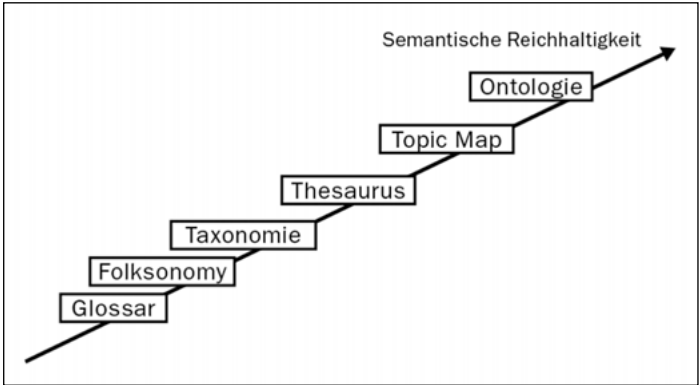 Semantische Reichhaltigkeit
Ontologie
Topic Map
Thesaurus
Taxonomie
Folksonomy
Glossar